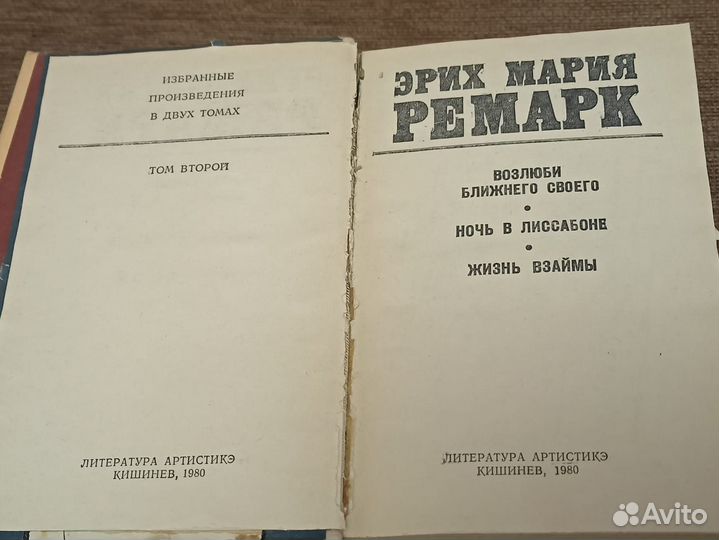 ИЗБРАННЫЕ
ПРОИЗВЕДЕНИЯ
В ДВУХ ТОМАХ
ТОМ ВТОРОЙ
ЛИТЕРАТУРА АРТИСТИКЭ
КИШИНЕВ, 1980
ЭРИХ МАРИЯ
РЕМАРК
ВОЗЛЮБИ
БЛИЖНЕГО СВОЕГО
•
НОЧЬ В ЛИССАБОНЕ
•
ЖИЗНЬ ВЗАЙМЫ
ЛИТЕРАТУРА АРТИСТИКЭ
КИШИНЕВ, 1980
Avito